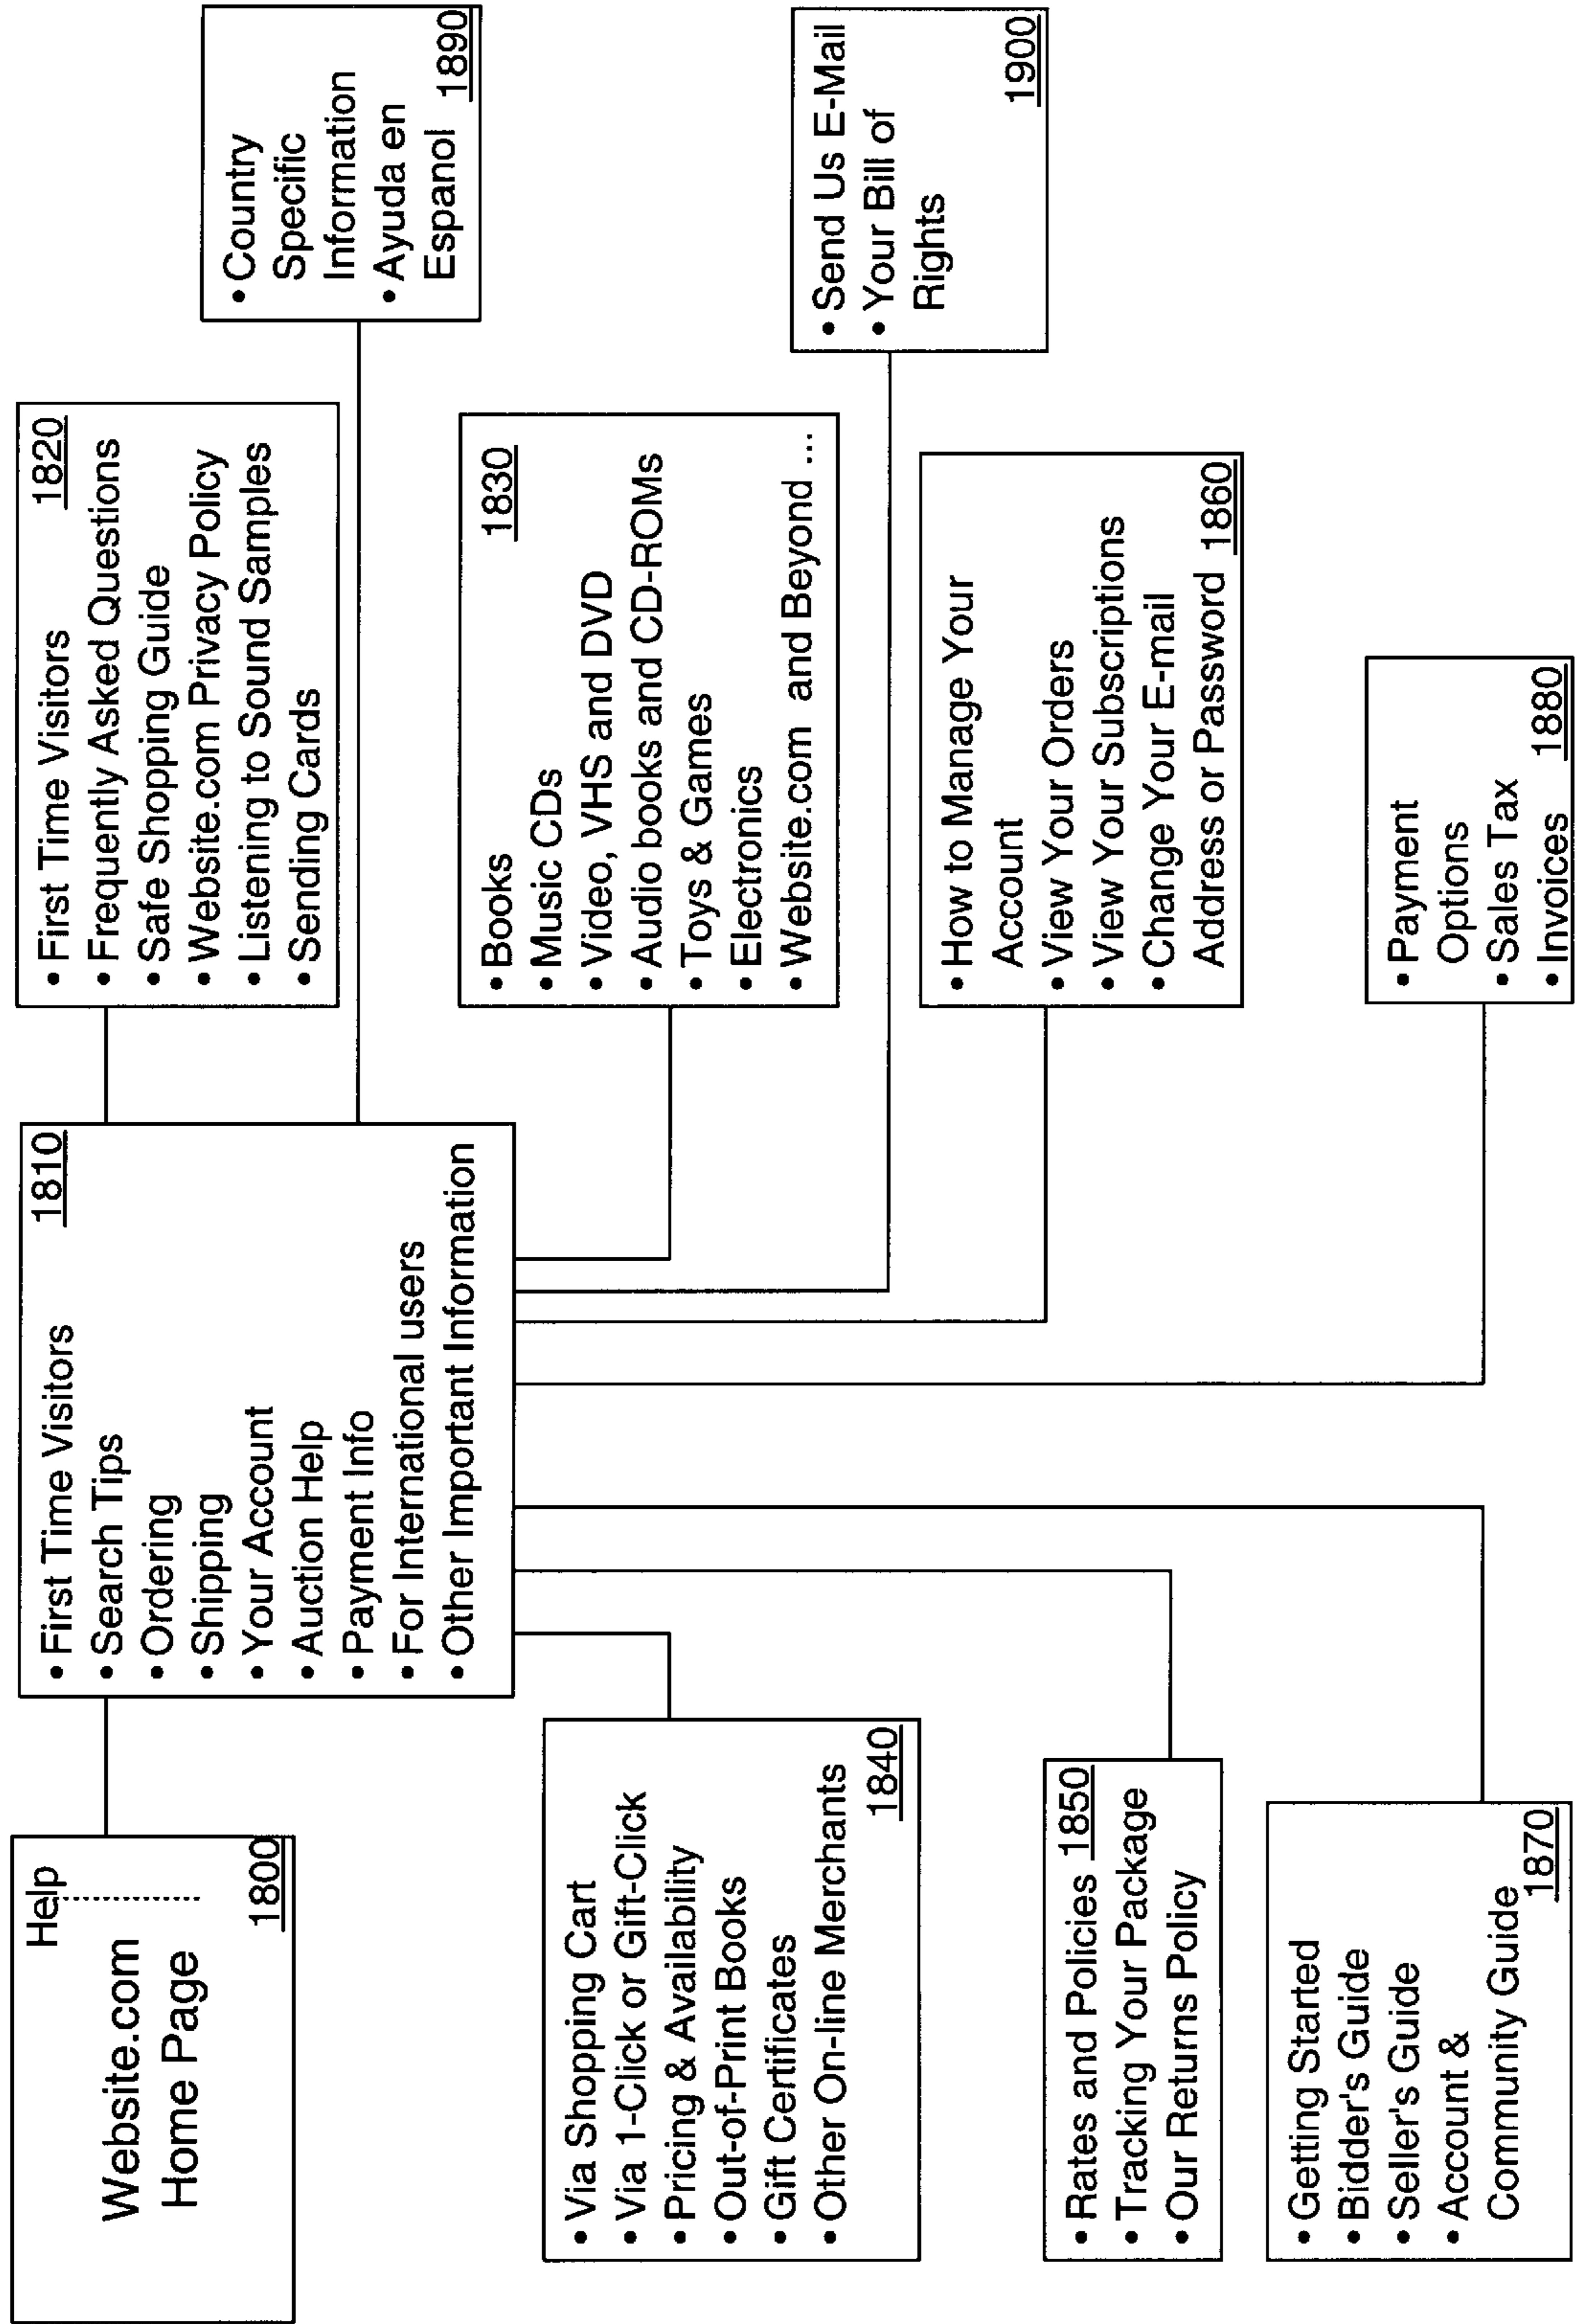 Help
Website.com
Home Page
1800
• First Time Visitors
1810
• Search Tips
• Ordering
• Shipping
• Your Account
• Auction Help
• Payment Info
• For International users
• Other Important Information
• First Time Visitors
1820
• Frequently Asked Questions
• Safe Shopping Guide
• Website.com Privacy Policy
• Listening to Sound Samples
• Sending Cards
• Country
Specific
Information
• Ayuda en
Espanol 1890
• Via Shopping Cart
• Via 1-Click or Gift-Click
• Pricing & Availability
• Out-of-Print Books
• Gift Certificates
• Other On-line Merchants
1840
• Books
1830
• Music CDs
• Video, VHS and DVD
• Audio books and CD-ROMs
• Toys & Games
• Electronics
• Website.com and Beyond ...
• Send Us E-Mail
• Your Bill of
Rights
1900
• Rates and Policies 1850
• Tracking Your Package
• Our Returns Policy
• How to Manage Your
Account
• View Your Orders
• View Your Subscriptions
• Change Your E-mail
Address or Password 1860
• Getting Started
• Bidder's Guide
• Seller's Guide
• Account &
Community Guide
1870
• Payment
Options
• Sales Tax
• Invoices 1880